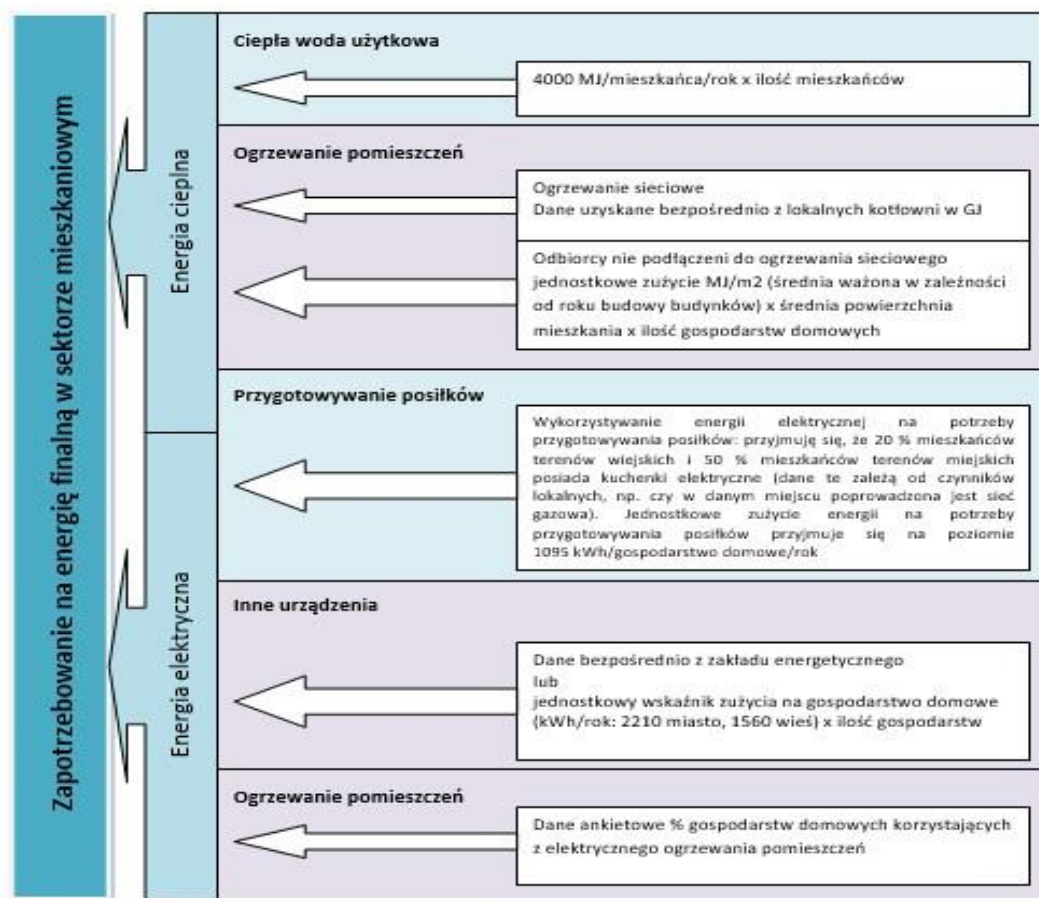 Zapotrzebowanie na energię finalną w sektorze mieszkaniowym
Energia cieplna
Ciepła woda użytkowa
4000 MJ/mieszkańca/rok x ilość mieszkańców
Ogrzewanie pomieszczeń
Ogrzewanie sieciowe
Dane uzyskane bezpośrednio z lokalnych kotłowni w GJ
Odbiorcy nie podłączeni do ogrzewania sieciowego
jednostkowe zużycie MJ/m2 (średnia ważona w zależności
od roku budowy budynków) x średnia powierzchnia
mieszkania x ilość gospodarstw domowych
Energia elektryczna
Przygotowywanie posiłków
Wykorzystywanie energii elektrycznej na potrzeby
przygotowywania posiłków: przyjmuję się, że 20 % mieszkańców
terenów wiejskich i 50 % mieszkańców terenów miejskich
posiada kuchenki elektryczne (dane te zależą od czynników
lokalnych, np. czy w danym miejscu poprowadzona jest sieć
gazowa). Jednostkowe zużycie energii na potrzeby
przygotowywania posiłków przyjmuje się na poziomie
1095 kWh/gospodarstwo domowe/rok
Inne urządzenia
Dane bezpośrednio z zakładu energetycznego
lub
jednostkowy wskaźnik zużycia na gospodarstwo domowe
(kWh/rok: 2210 miasto, 1560 wieś) x ilość gospodarstw
Ogrzewanie pomieszczeń
Dane ankietowe % gospodarstw domowych korzystających
z elektrycznego ogrzewania pomieszczeń